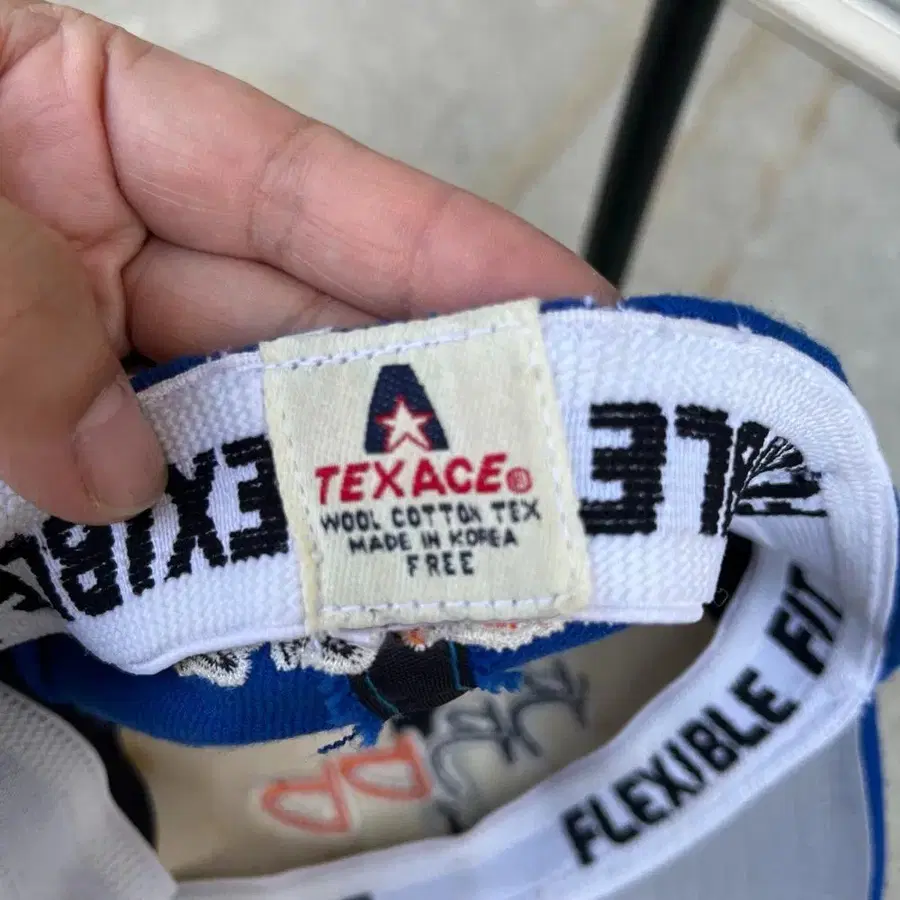 TEXACE®
WOOL COTTON TEX
MADE IN KOREA
FREE
FLEXIBLE FIT